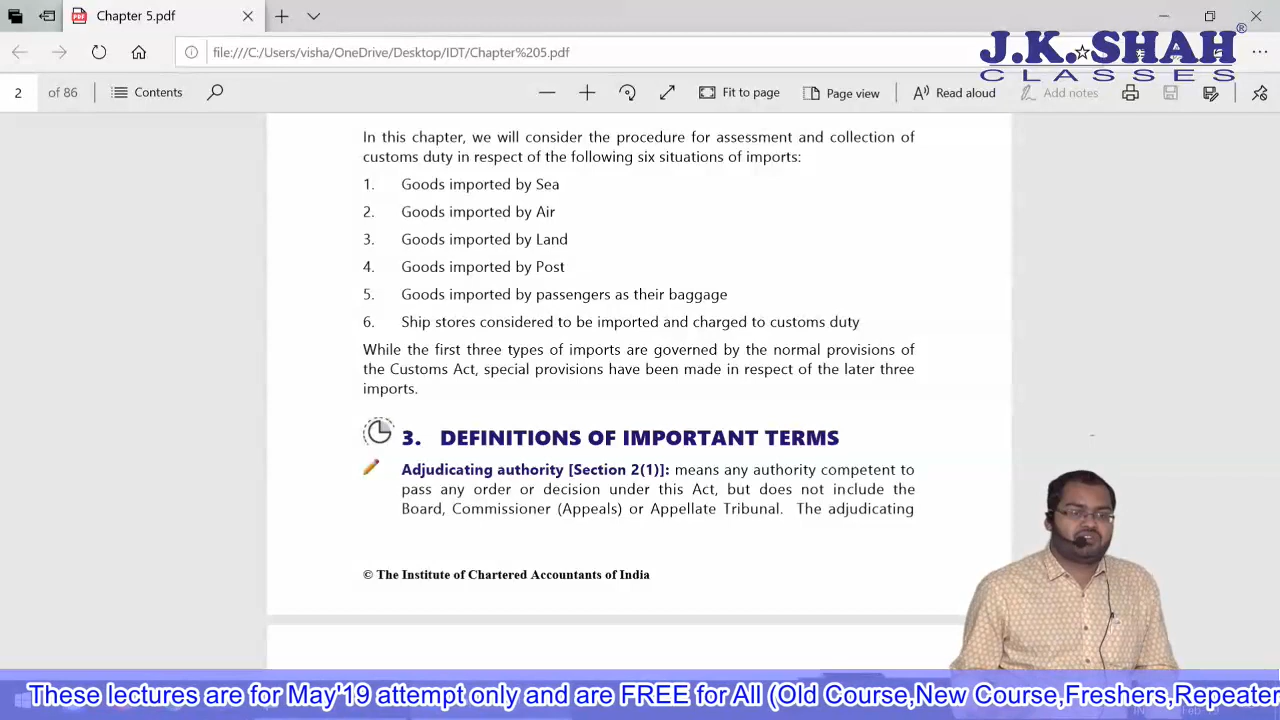 Chapter 5.pdf
J.K.SHAH®
CLASSES
file:///C:/Users/visha/OneDrive/Desktop/IDT/Chapter%205.pdf
2 of 86 Contents Fit to page Page view Read aloud Add notes
In this chapter, we will consider the procedure for assessment and collection of
customs duty in respect of the following six situations of imports:
1. Goods imported by Sea
2. Goods imported by Air
3. Goods imported by Land
4. Goods imported by Post
5. Goods imported by passengers as their baggage
6. Ship stores considered to be imported and charged to customs duty
While the first three types of imports are governed by the normal provisions of
the Customs Act, special provisions have been made in respect of the later three
imports.
3. DEFINITIONS OF IMPORTANT TERMS
Adjudicating authority [Section 2(1)]: means any authority competent to
pass any order or decision under this Act, but does not include the
Board, Commissioner (Appeals) or Appellate Tribunal. The adjudicating
© The Institute of Chartered Accountants of India
These lectures are for May'19 attempt only and are FREE for All (Old Course,New Course,Freshers,Repeater